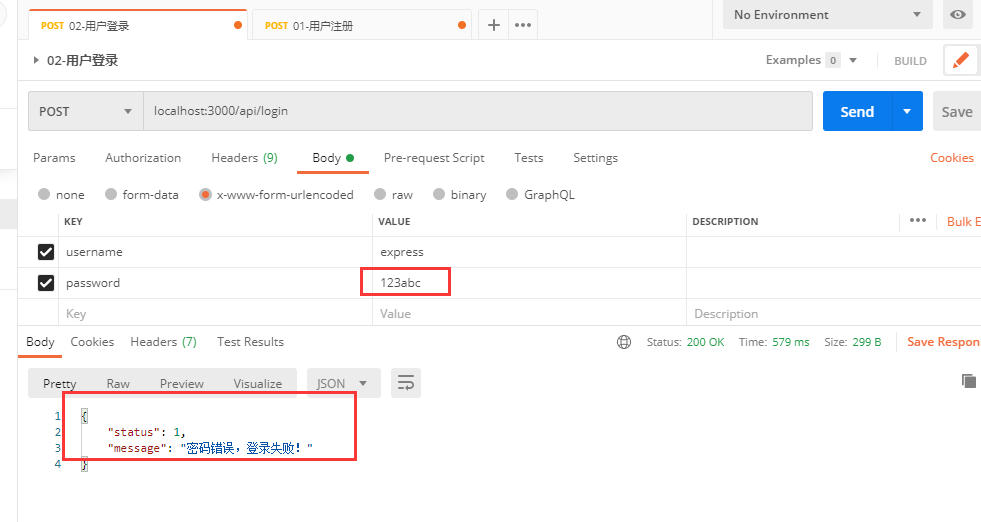 POST 02-用户登录 POST 01-用户注册 No Environment
02-用户登录 Examples 0 BUILD
POST localhost:3000/api/login Send Save
Params Authorization Headers (9) Body Pre-request Script Tests Settings Cookies
none form-data x-www-form-urlencoded raw binary GraphQL
KEY VALUE DESCRIPTION ••• Bulk E
username express
password 123abc
Key Value Description
Body Cookies Headers (7) Test Results Status: 200 OK Time: 579 ms Size: 299 B Save Respon
Pretty Raw Preview Visualize JSON
1 {
2 "status": 1,
3 "message": "密码错误，登录失败！"
4 }